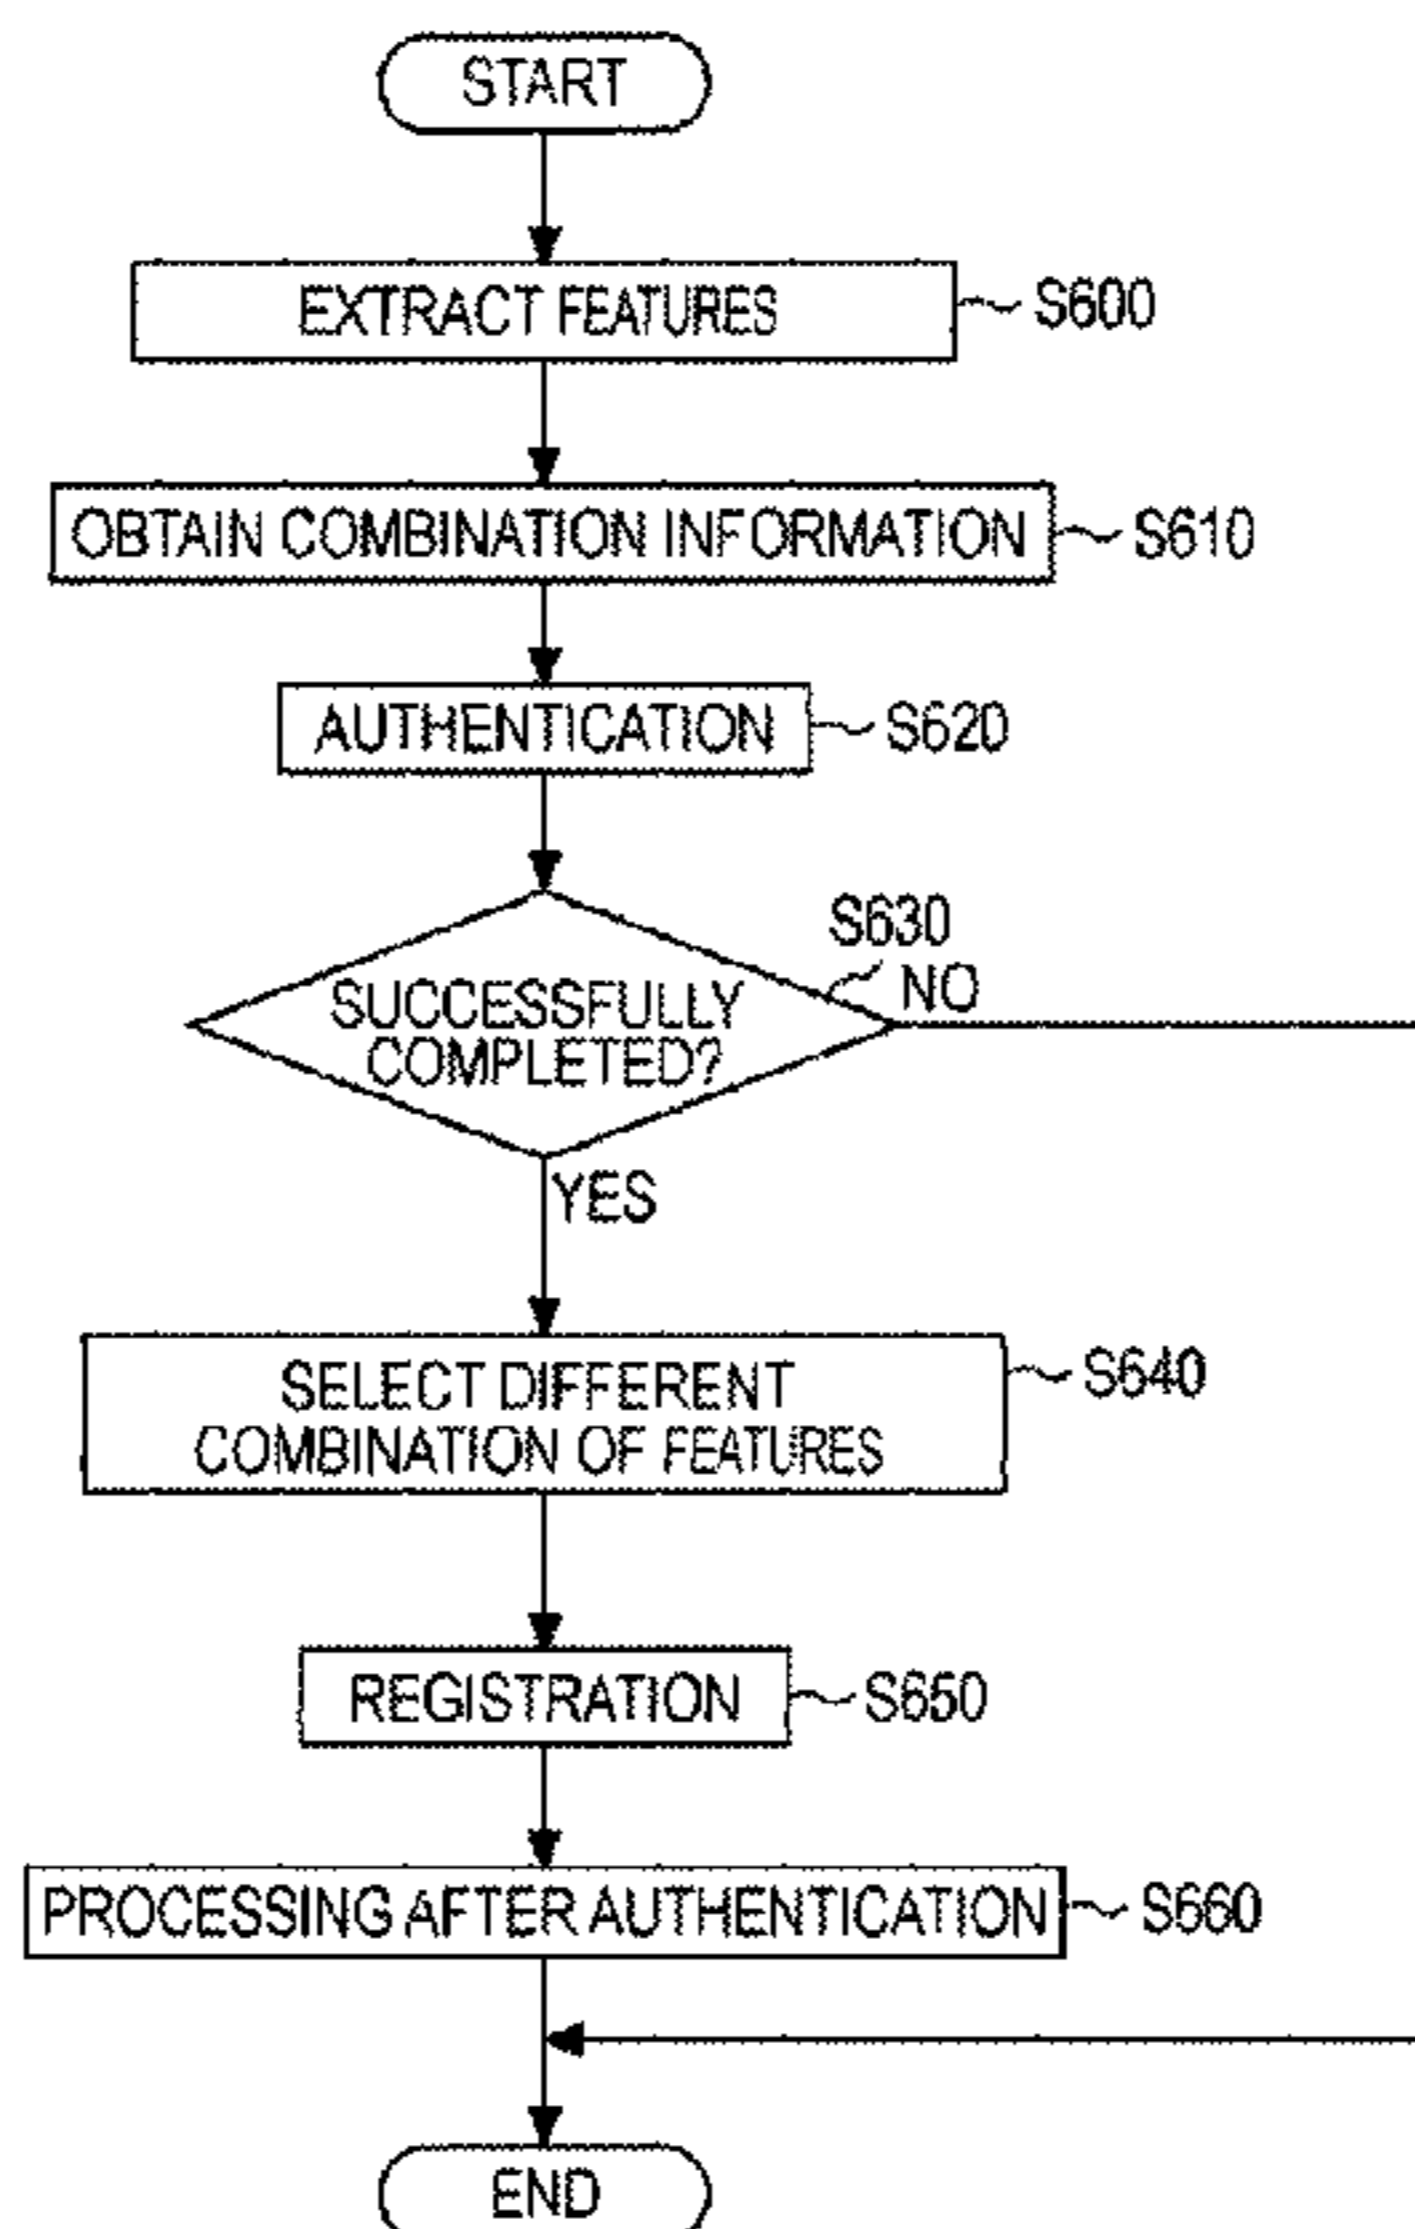 START
EXTRACT FEATURES
S600
OBTAIN COMBINATION INFORMATION
S610
AUTHENTICATION
S620
S630
NO
SUCCESSFULLY
COMPLETED?
YES
SELECT DIFFERENT
COMBINATION OF FEATURES
S640
REGISTRATION
S650
PROCESSING AFTER AUTHENTICATION
S660
END